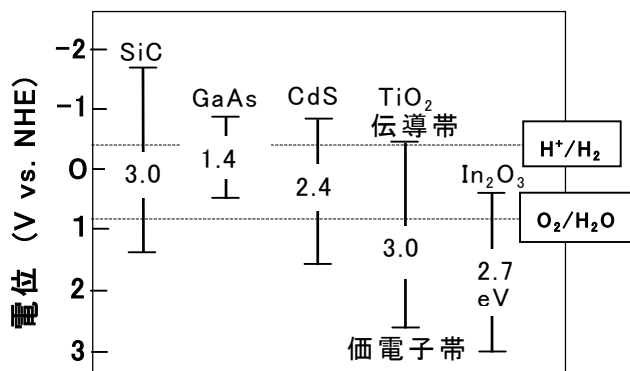 電位 (V vs. NHE)
-2
-1
0
1
2
3
SiC
GaAs
CdS
TiO₂
伝導帯
In₂O₃
3.0
1.4
2.4
3.0
2.7
eV
価電子帯
H⁺/H₂
O₂/H₂O